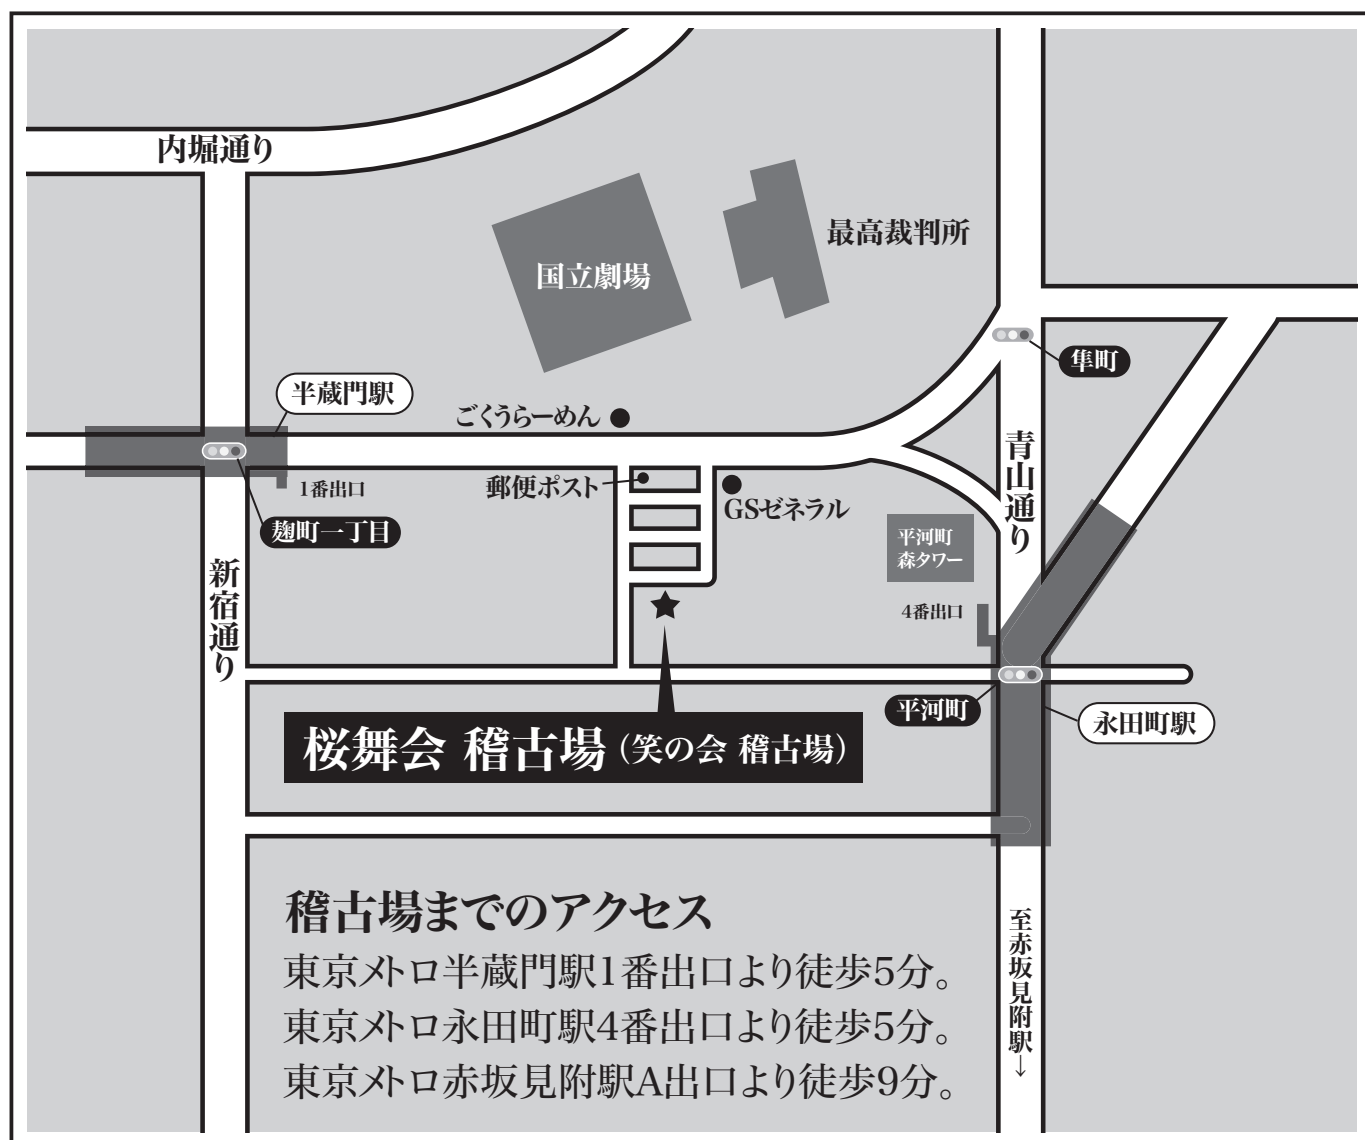 内堀通り
国立劇場
最高裁判所
隼町
半蔵門駅
ごくうらーめん
郵便ポスト
GSゼネラル
1番出口
麹町一丁目
青山通り
平河町
森タワー
新宿通り
4番出口
平河町
永田町駅
桜舞会 稽古場（笑の会 稽古場）
稽古場までのアクセス
東京メトロ半蔵門駅1番出口より徒歩5分。
東京メトロ永田町駅4番出口より徒歩5分。
東京メトロ赤坂見附駅A出口より徒歩9分。
至赤坂見附駅→